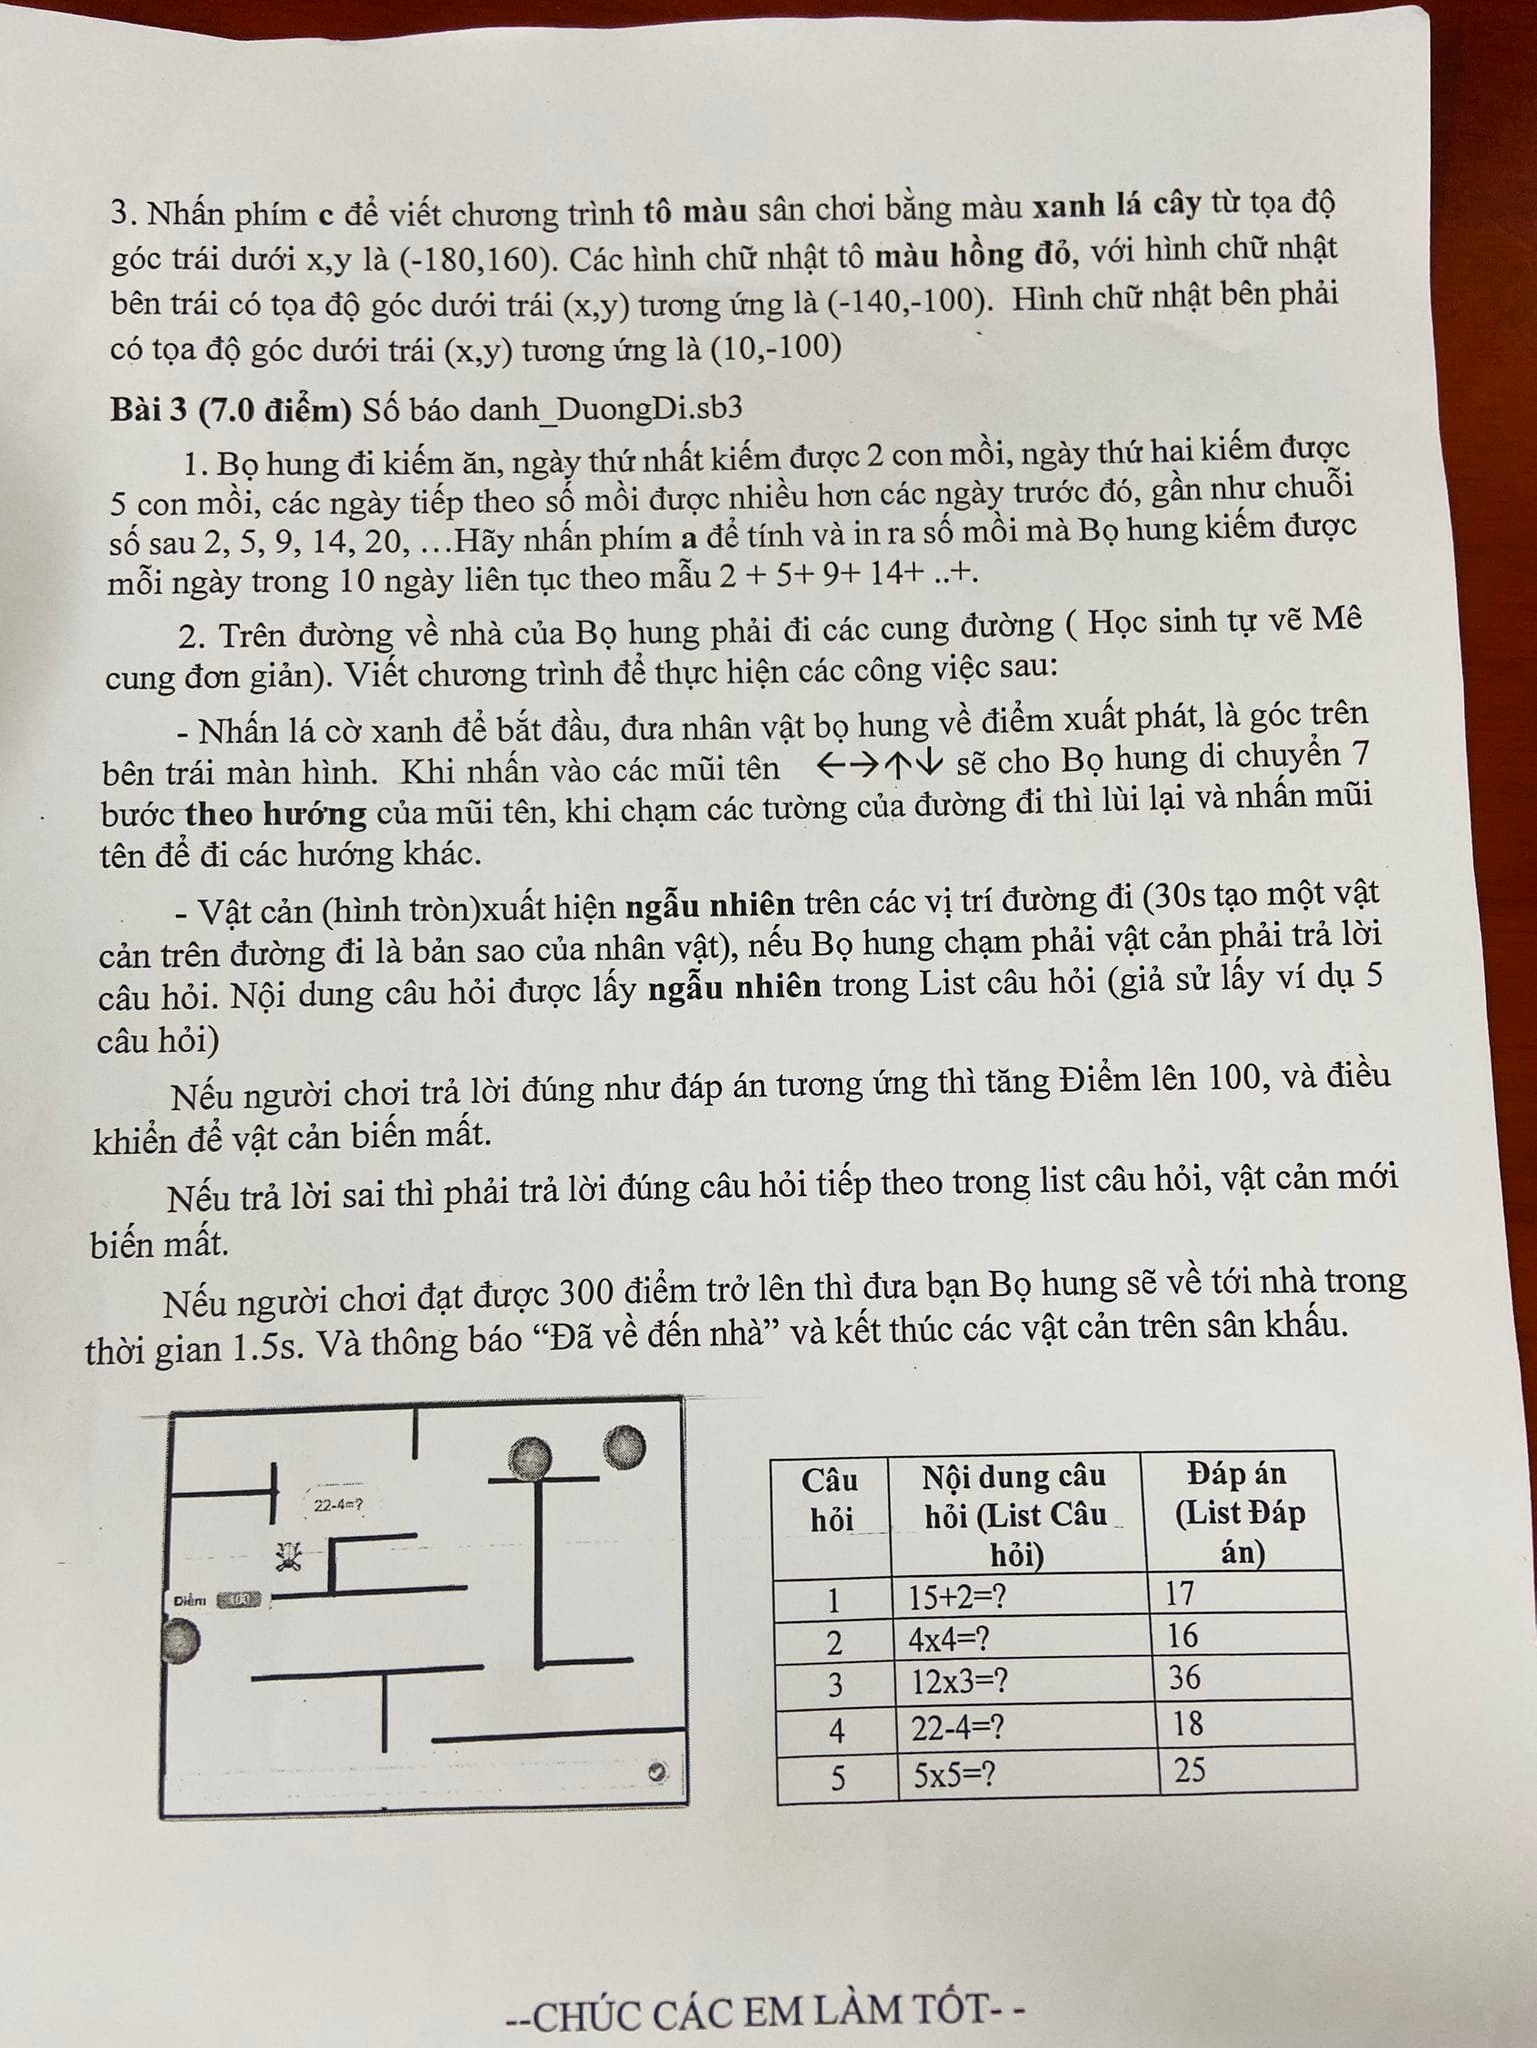 3. Nhấn phím c để viết chương trình tô màu sân chơi bằng màu xanh lá cây từ tọa độ
góc trái dưới x,y là (-180,160). Các hình chữ nhật tô màu hồng đỏ, với hình chữ nhật
bên trái có tọa độ góc dưới trái (x,y) tương ứng là (-140,-100). Hình chữ nhật bên phải
có tọa độ góc dưới trái (x,y) tương ứng là (10,-100)
Bài 3 (7.0 điểm) Số báo danh_DuongDi.sb3
1. Bọ hung đi kiếm ăn, ngày thứ nhất kiếm được 2 con mồi, ngày thứ hai kiếm được
5 con mồi, các ngày tiếp theo số mồi được nhiều hơn các ngày trước đó, gần như chuỗi
số sau 2, 5, 9, 14, 20, …Hãy nhấn phím a để tính và in ra số mồi mà Bọ hung kiếm được
mỗi ngày trong 10 ngày liên tục theo mẫu 2 + 5+ 9+ 14+ ..+.
2. Trên đường về nhà của Bọ hung phải đi các cung đường ( Học sinh tự vẽ Mê
cung đơn giản). Viết chương trình để thực hiện các công việc sau:
- Nhấn lá cờ xanh để bắt đầu, đưa nhân vật bọ hung về điểm xuất phát, là góc trên
bên trái màn hình. Khi nhấn vào các mũi tên ←→↑↓ sẽ cho Bọ hung di chuyển 7
bước theo hướng của mũi tên, khi chạm các tường của đường đi thì lùi lại và nhấn mũi
tên để đi các hướng khác.
- Vật cản (hình tròn)xuất hiện ngẫu nhiên trên các vị trí đường đi (30s tạo một vật
cản trên đường đi là bản sao của nhân vật), nếu Bọ hung chạm phải vật cản phải trả lời
câu hỏi. Nội dung câu hỏi được lấy ngẫu nhiên trong List câu hỏi (giả sử lấy ví dụ 5
câu hỏi)
Nếu người chơi trả lời đúng như đáp án tương ứng thì tăng Điểm lên 100, và điều
khiển để vật cản biến mất.
Nếu trả lời sai thì phải trả lời đúng câu hỏi tiếp theo trong list câu hỏi, vật cản mới
biến mất.
Nếu người chơi đạt được 300 điểm trở lên thì đưa bạn Bọ hung sẽ về tới nhà trong
thời gian 1.5s. Và thông báo “Đã về đến nhà” và kết thúc các vật cản trên sân khấu.
22-4=?
Điểm 100
Câu hỏi Nội dung câu hỏi (List Câu hỏi) Đáp án (List Đáp án)
1 15+2=? 17
2 4x4=? 16
3 12x3=? 36
4 22-4=? 18
5 5x5=? 25
--CHÚC CÁC EM LÀM TỐT- -